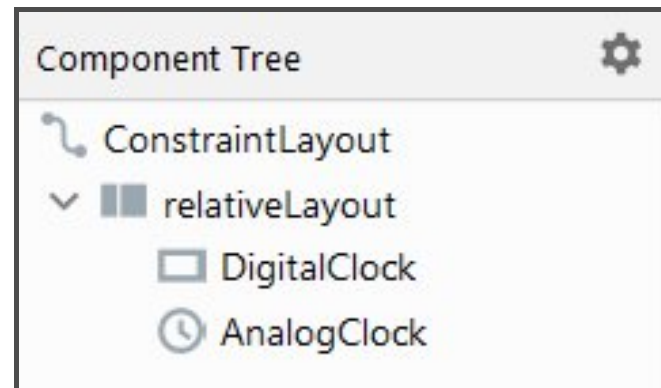 Component Tree
ConstraintLayout
relativeLayout
DigitalClock
AnalogClock